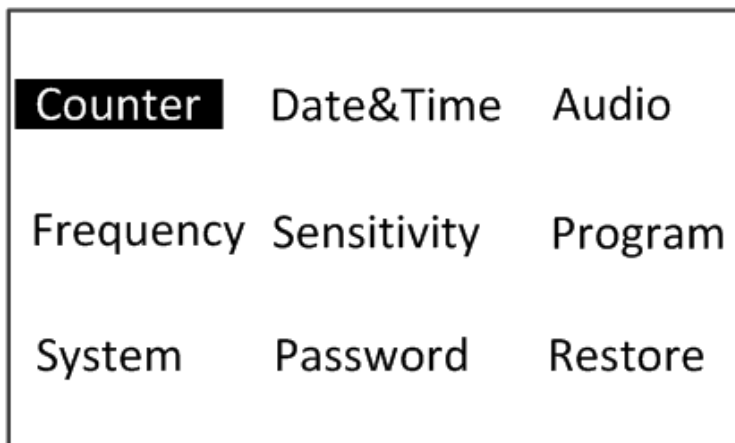 Counter Date&Time Audio
Frequency Sensitivity Program
System Password Restore